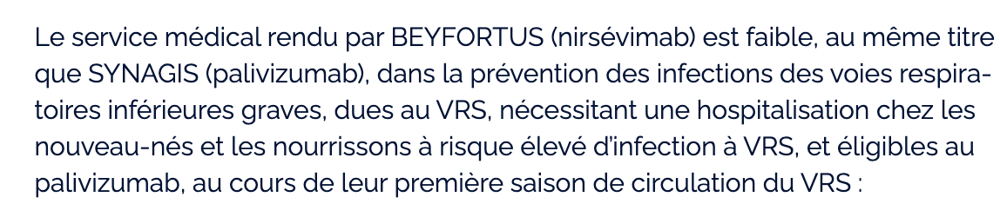 Le service médical rendu par BEYFORTUS (nirsévimab) est faible, au même titre
que SYNAGIS (palivizumab), dans la prévention des infections des voies respira-
toires inférieures graves, dues au VRS, nécessitant une hospitalisation chez les
nouveau-nés et les nourrissons à risque élevé d'infection à VRS, et éligibles au
palivizumab, au cours de leur première saison de circulation du VRS :